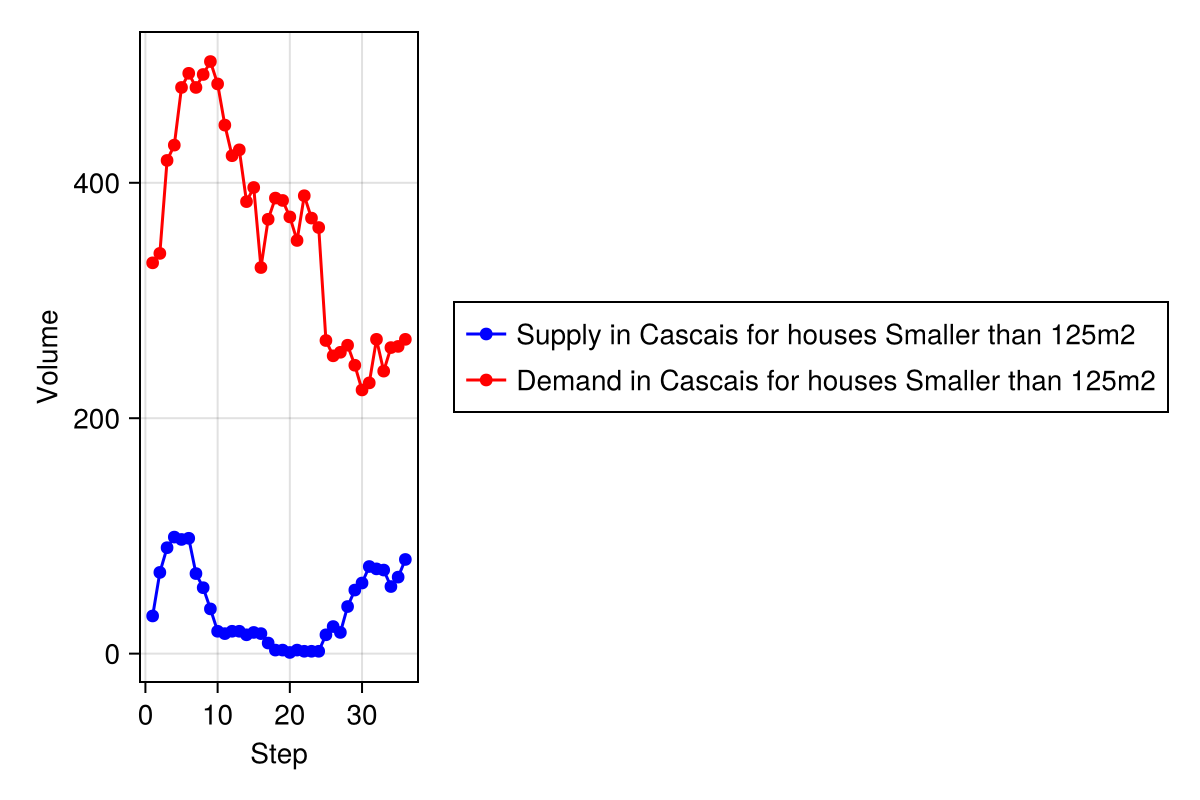 Volume
400
200
0
0 10 20 30
Step
Supply in Cascais for houses Smaller than 125m2
Demand in Cascais for houses Smaller than 125m2